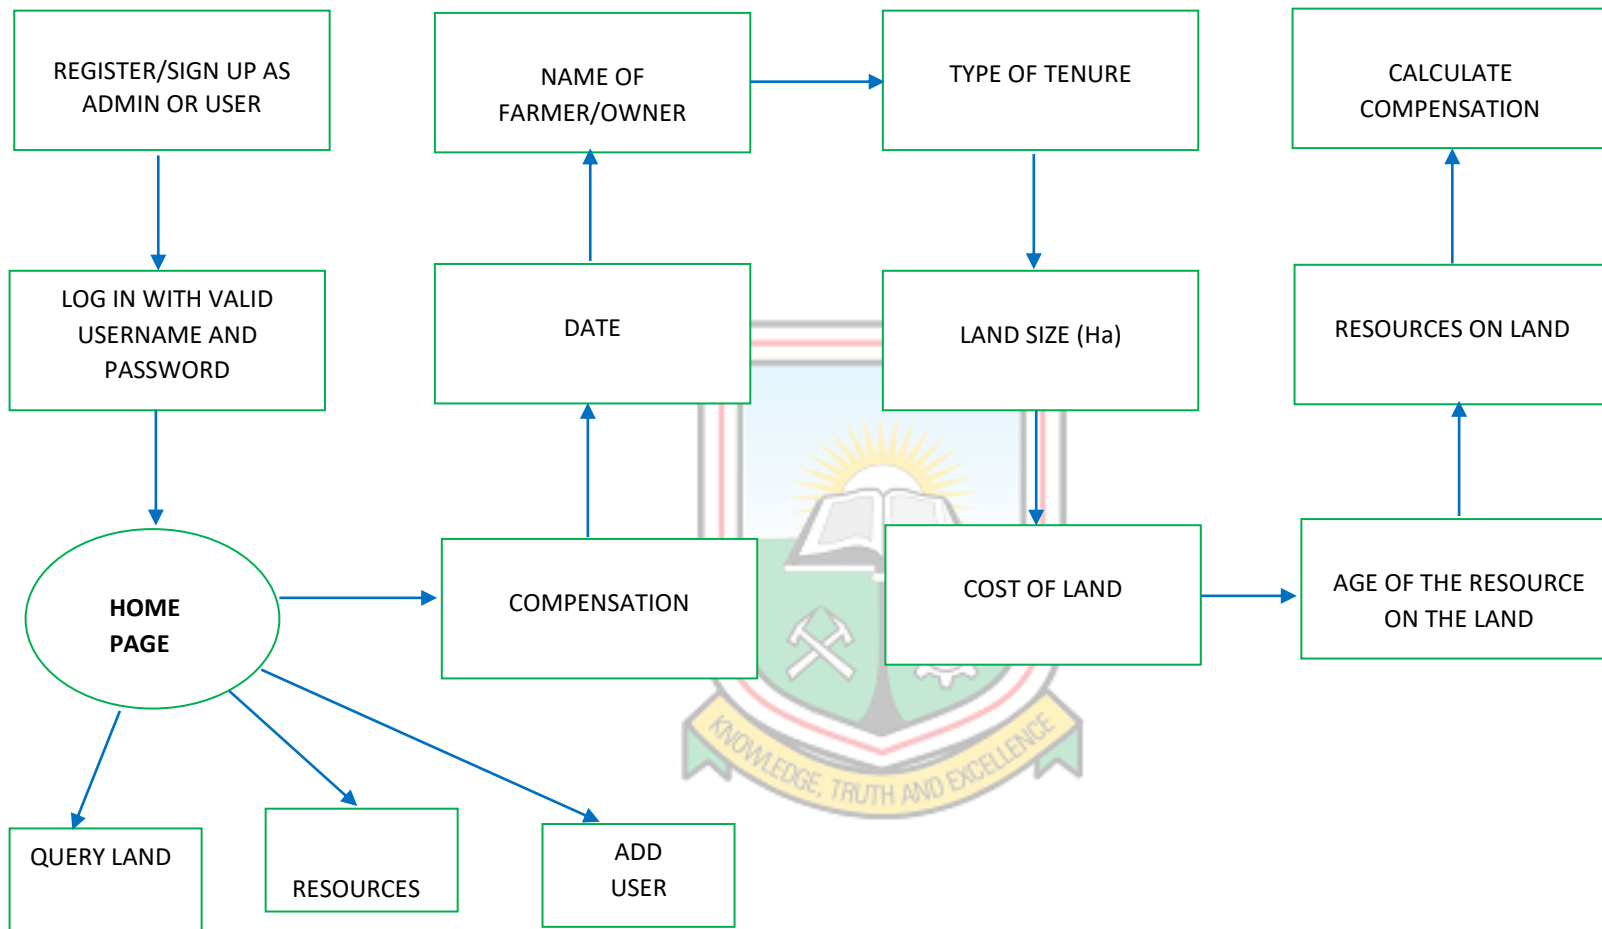 REGISTER/SIGN UP AS
ADMIN OR USER
NAME OF
FARMER/OWNER
TYPE OF TENURE
CALCULATE
COMPENSATION
LOG IN WITH VALID
USERNAME AND
PASSWORD
DATE
LAND SIZE (Ha)
RESOURCES ON LAND
HOME
PAGE
COMPENSATION
COST OF LAND
AGE OF THE RESOURCE
ON THE LAND
KNOWLEDGE, TRUTH AND EXCELLENCE
QUERY LAND
RESOURCES
ADD
USER